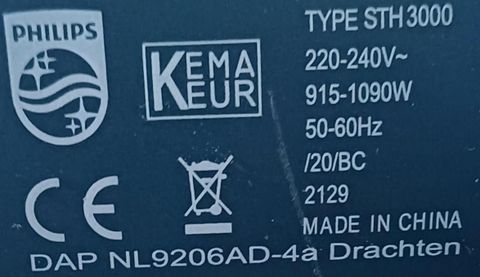 PHILIPS
KEMA
KEUR
TYPE STH3000
220-240V~
915-1090W
50-60Hz
/20/BC
2129
CE
MADE IN CHINA
DAP NL9206AD-4a Drachten